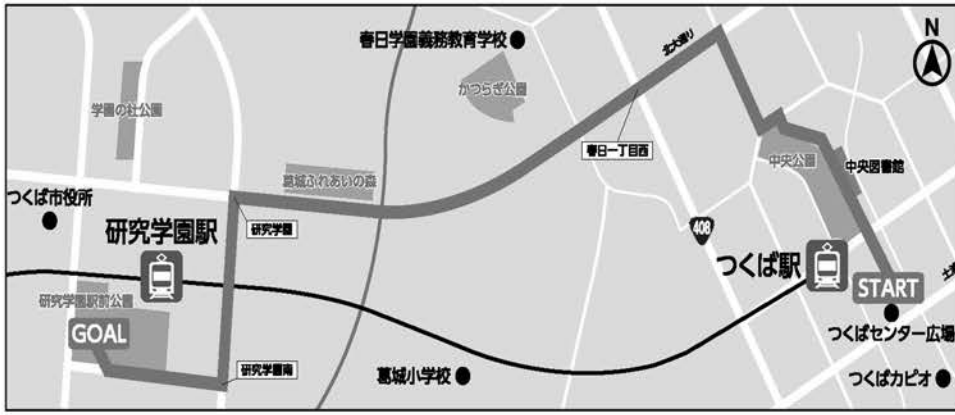 春日学園義務教育学校
北大通り
N
かつらぎ公園
学園の杜公園
春日一丁目西
中央公園
中央図書館
葛城ふれあいの森
つくば市役所
研究学園駅
研究学園
408
つくば駅
START
土浦
研究学園駅前公園
GOAL
つくばセンター広場
研究学園南
葛城小学校
つくばカピオ